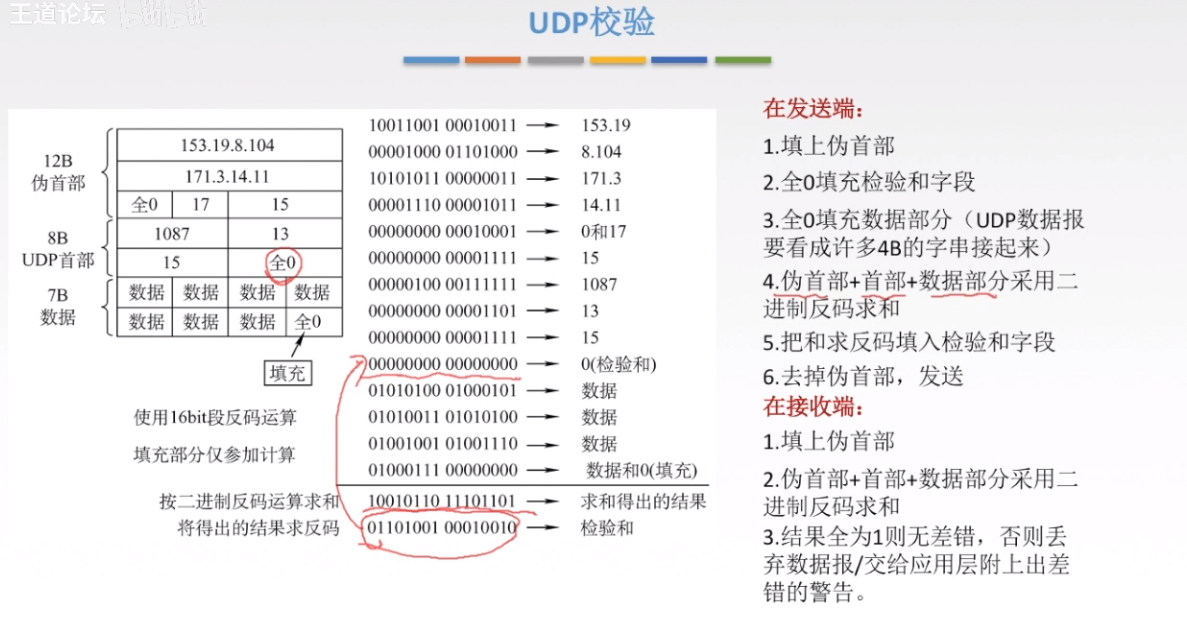 王道论坛 bilibili
UDP校验
12B
伪首部
153.19.8.104
171.3.14.11
全0 17 15
8B
UDP首部
1087 13
15 全0
7B
数据
数据 数据 数据 数据
数据 数据 数据 全0
填充
使用16bit段反码运算
填充部分仅参加计算
10011001 00010011 → 153.19
00001000 01101000 → 8.104
10101011 00000011 → 171.3
00001110 00001011 → 14.11
00000000 00010001 → 0和17
00000000 00001111 → 15
00000100 00111111 → 1087
00000000 00001101 → 13
00000000 00001111 → 15
00000000 00000000 → 0(检验和)
01010100 01000101 → 数据
01010011 01010100 → 数据
01001001 01001110 → 数据
01000111 00000000 → 数据和0(填充)
按二进制反码运算求和 10010110 11101101 → 求和得出的结果
将得出的结果求反码 01101001 00010010 → 检验和
在发送端：
1.填上伪首部
2.全0填充检验和字段
3.全0填充数据部分（UDP数据报
要看成许多4B的字串接起来）
4.伪首部+首部+数据部分采用二
进制反码求和
5.把和求反码填入检验和字段
6.去掉伪首部，发送
在接收端：
1.填上伪首部
2.伪首部+首部+数据部分采用二
进制反码求和
3.结果全为1则无差错，否则丢
弃数据报/交给应用层附上出差
错的警告。